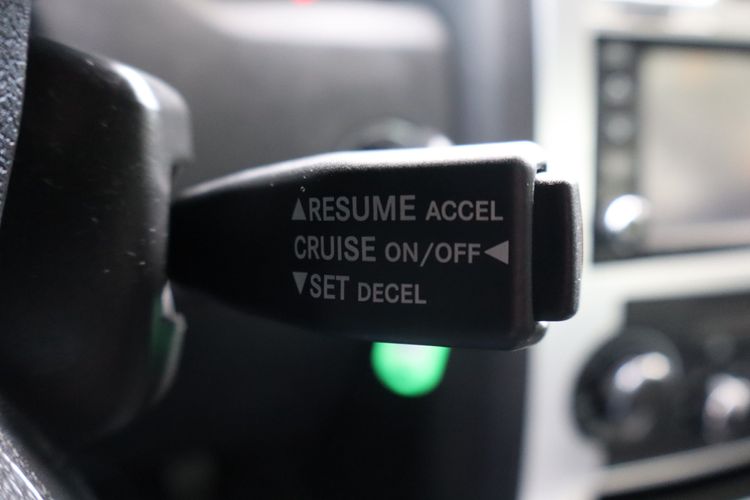 ▲RESUME ACCEL
CRUISE ON/OFF◀
▼SET DECEL